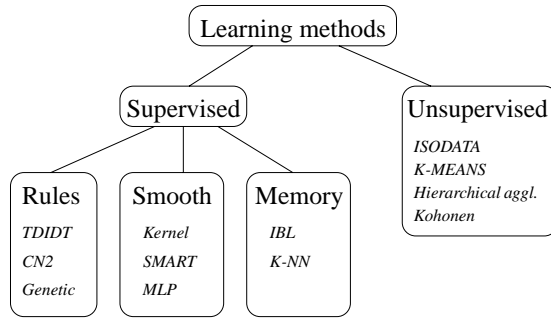 Learning methods
Supervised
Unsupervised
ISODATA
K-MEANS
Hierarchical aggl.
Kohonen
Rules
TDIDT
CN2
Genetic
Smooth
Kernel
SMART
MLP
Memory
IBL
K-NN